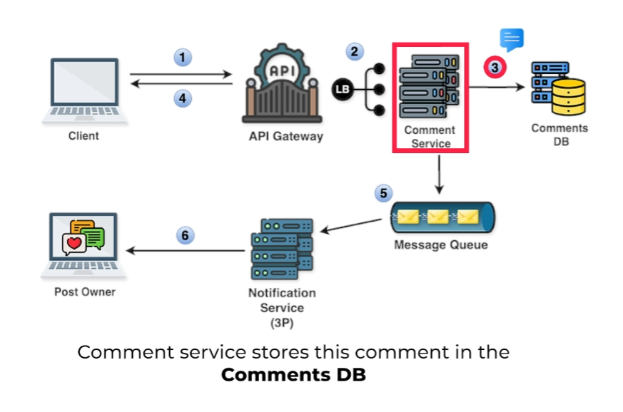 1
2
3
API
4
LB
Client
API Gateway
Comment
Service
Comments
DB
5
Message Queue
6
Post Owner
Notification
Service
(3P)
Comment service stores this comment in the
Comments DB